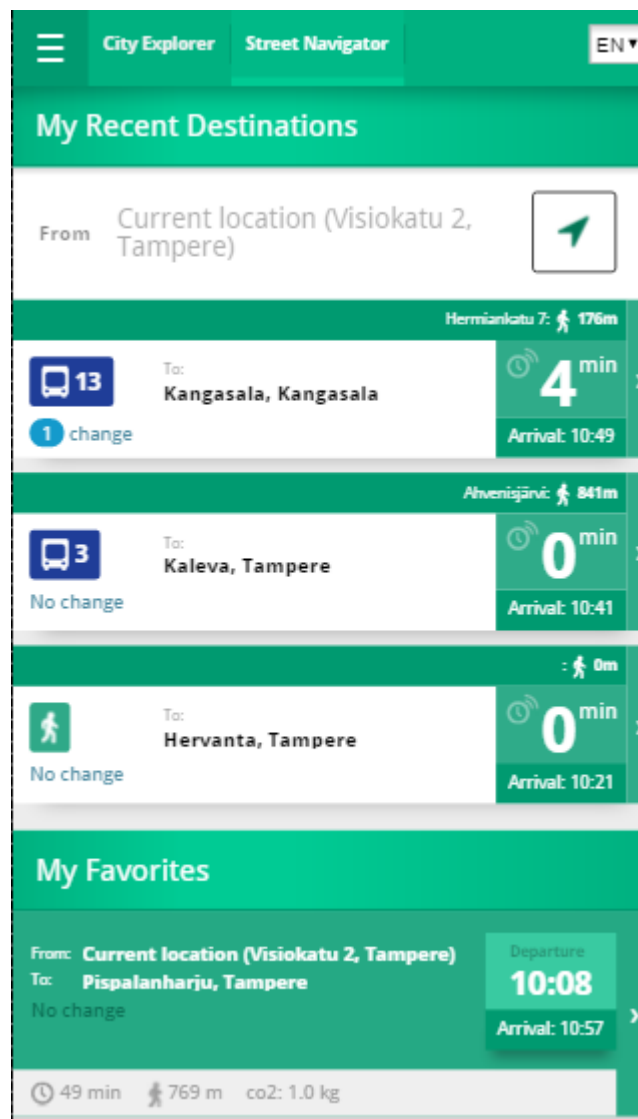 City Explorer Street Navigator EN
My Recent Destinations
From Current location (Visiokatu 2,
Tampere)
Hermiankatu 7: 176m
13 To: 4 min
Kangasala, Kangasala
1 change Arrival: 10:49
Ahvenisjärvi: 841m
3 To: 0 min
Kaleva, Tampere
No change Arrival: 10:41
: 0m
To: 0 min
Hervanta, Tampere
No change Arrival: 10:21
My Favorites
From: Current location (Visiokatu 2, Tampere) Departure
To: Pispalanharju, Tampere 10:08
No change Arrival: 10:57
49 min 769 m co2: 1.0 kg